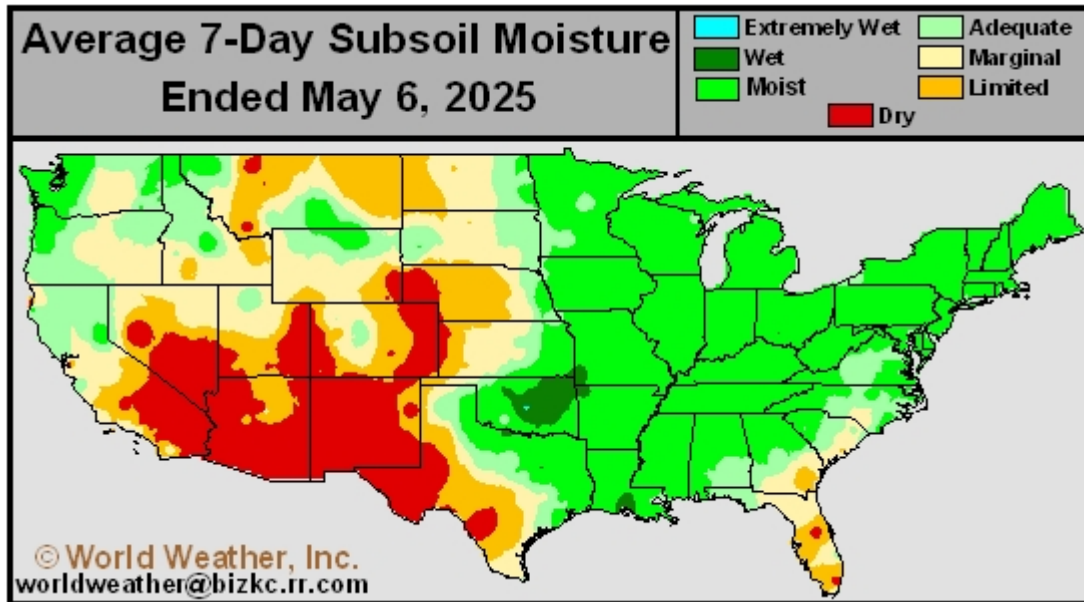 Average 7-Day Subsoil Moisture
Ended May 6, 2025
Extremely Wet
Adequate
Wet
Marginal
Moist
Limited
Dry
© World Weather, Inc.
worldweather@bizkc.rr.com